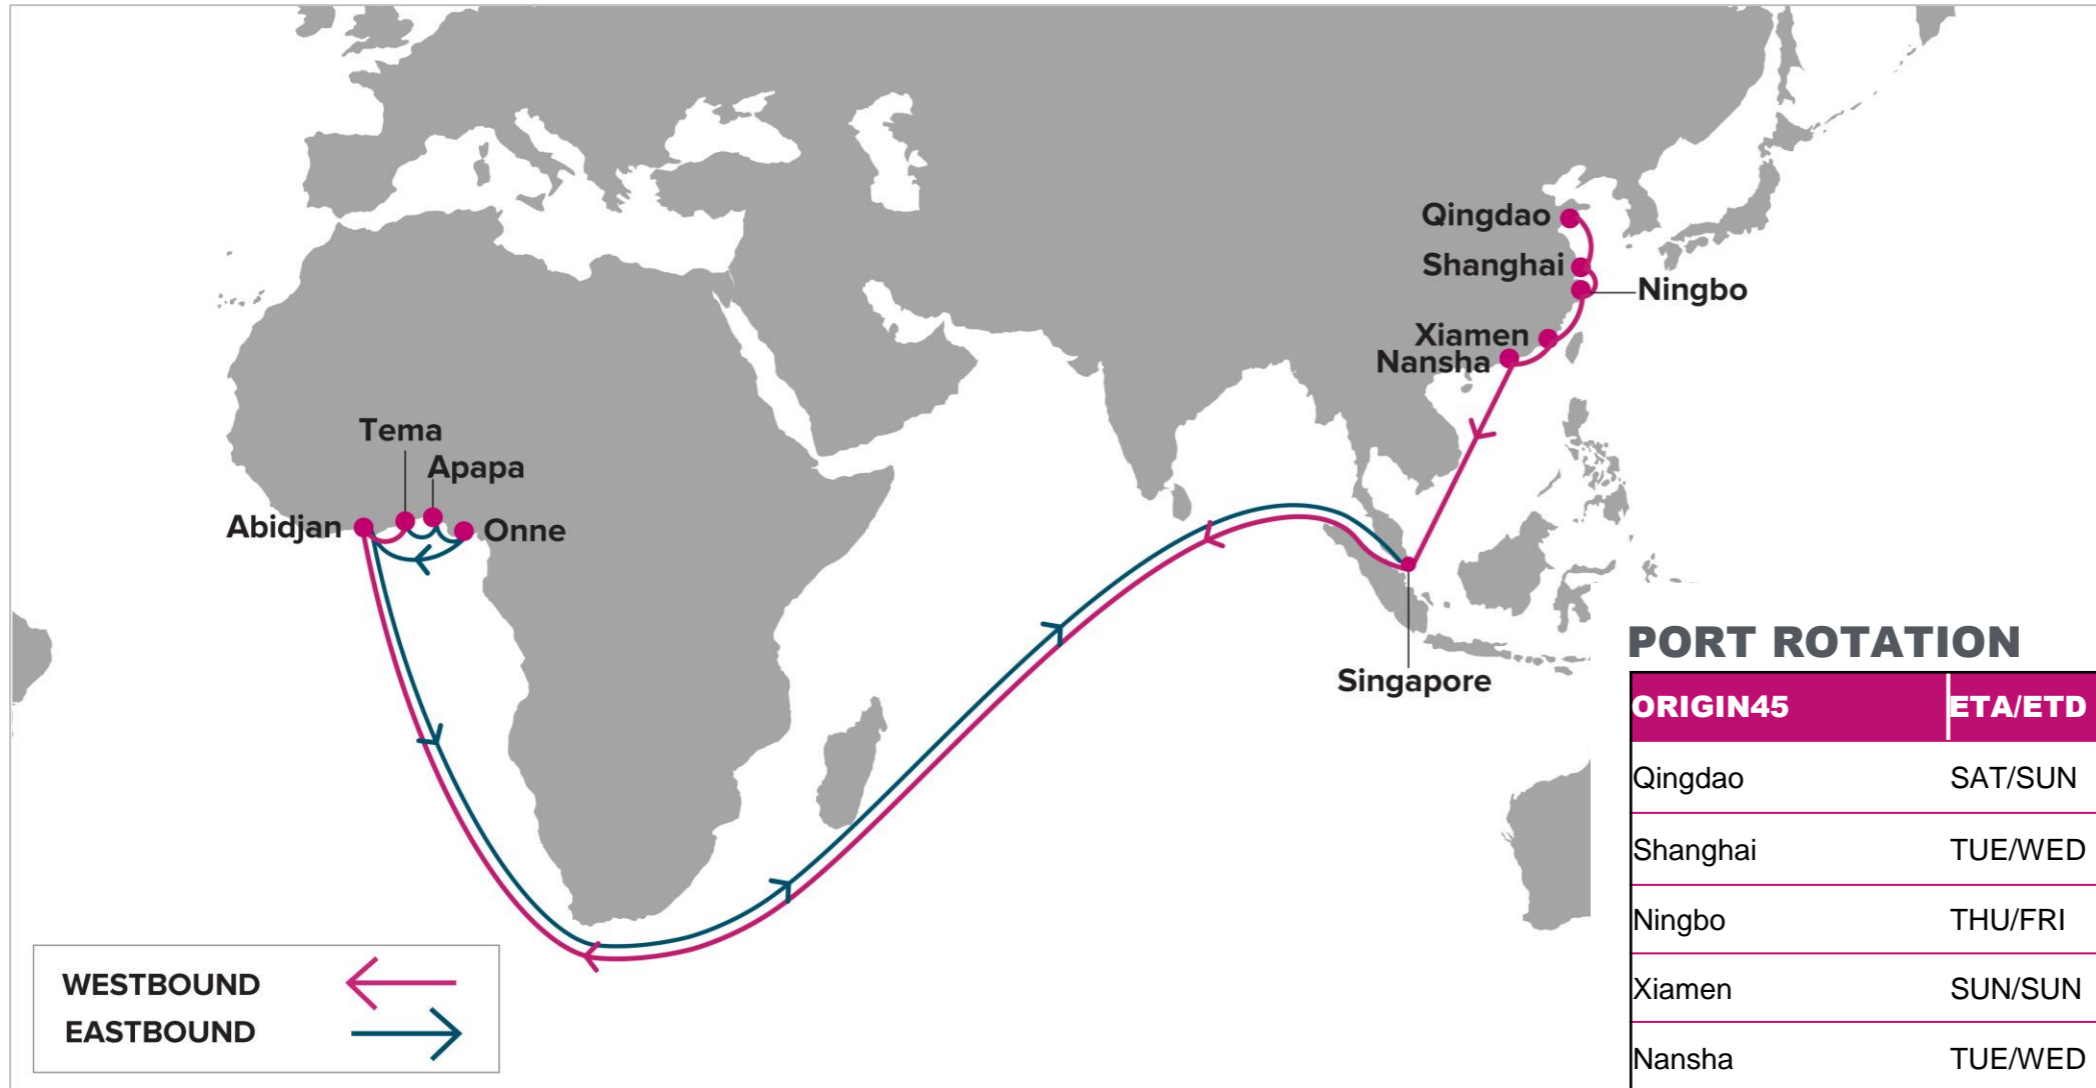 Qingdao
Shanghai
Ningbo
Xiamen
Nansha
Tema
Apapa
Abidjan
Onne
Singapore
WESTBOUND
EASTBOUND
PORT ROTATION
ORIGIN45 ETA/ETD
Qingdao SAT/SUN
Shanghai TUE/WED
Ningbo THU/FRI
Xiamen SUN/SUN
Nansha TUE/WED